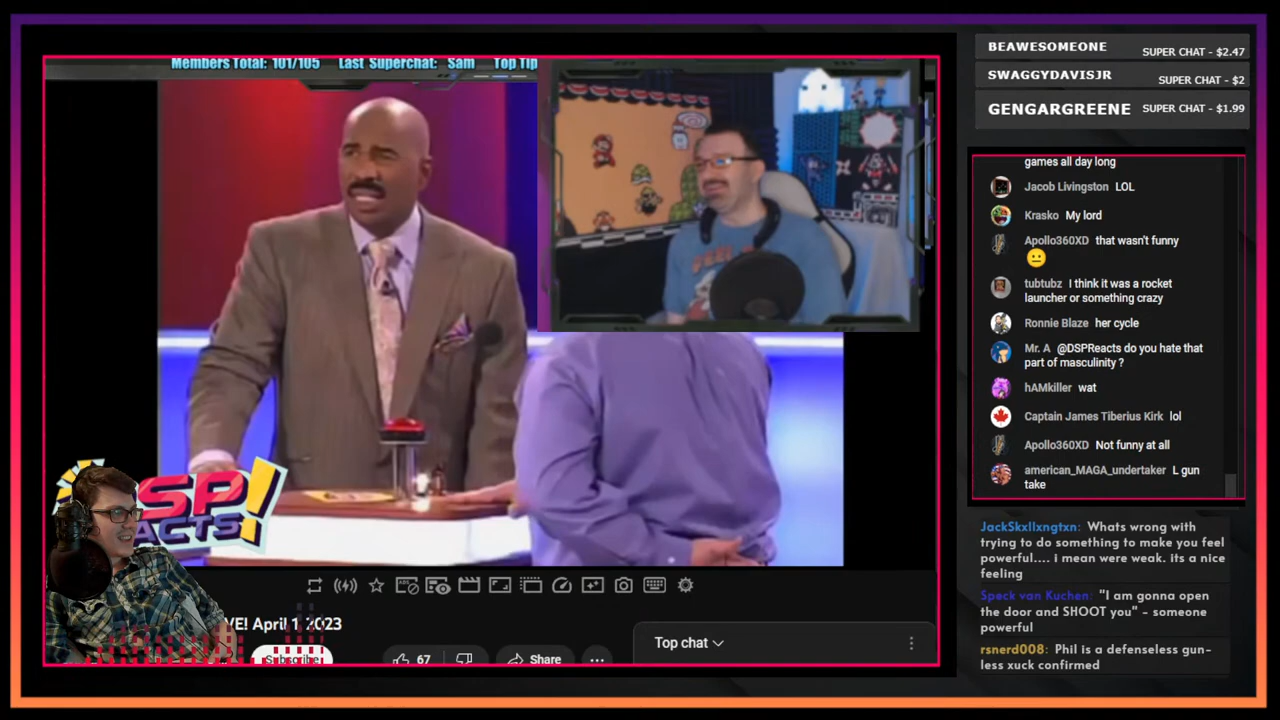 Members Total: 101/105 Last Superchat: Sam Top Tip
SP!
ACTS!
VE! April 1 2023
Subscribe
67
Share
Top chat
BEAWESOMEONE SUPER CHAT - $2.47
SWAGGYDAVISJR SUPER CHAT - $2
GENGARGREENE SUPER CHAT - $1.99
games all day long
Jacob Livingston LOL
Krasko My lord
Apollo360XD that wasn't funny
tubtubz I think it was a rocket
launcher or something crazy
Ronnie Blaze her cycle
Mr. A @DSPReacts do you hate that
part of masculinity ?
hAMkiller wat
Captain James Tiberius Kirk lol
Apollo360XD Not funny at all
american_MAGA_undertaker L gun
take
JackSkxllxngtxn: Whats wrong with
trying to do something to make you feel
powerful.... i mean were weak. its a nice
feeling
Speck van Kuchen: "I am gonna open
the door and SHOOT you" - someone
powerful
rsnerd008: Phil is a defenseless gun-
less xuck confirmed